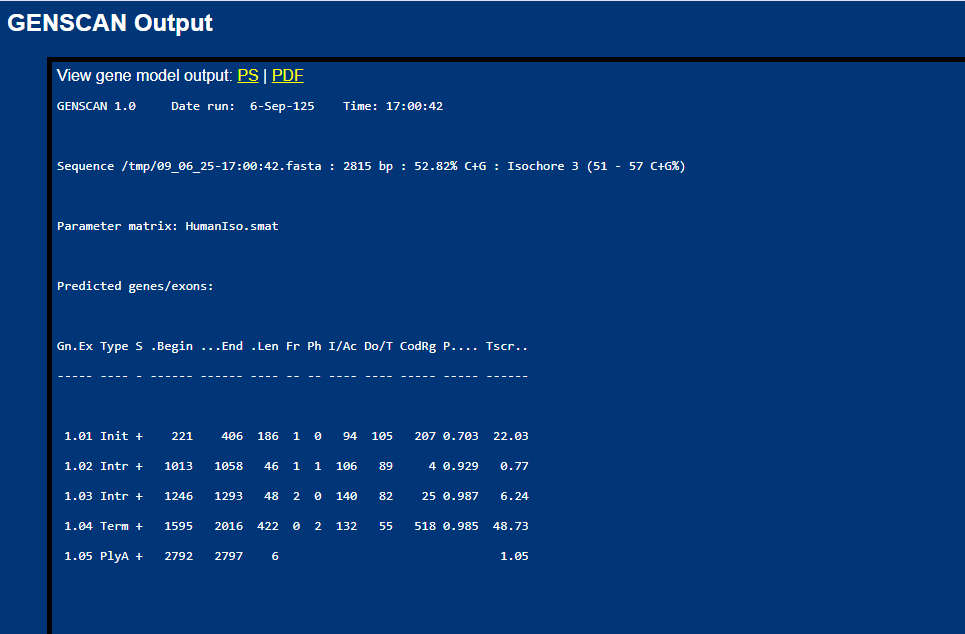 GENSCAN Output
View gene model output: PS | PDF
GENSCAN 1.0     Date run:  6-Sep-125    Time: 17:00:42
Sequence /tmp/09_06_25-17:00:42.fasta : 2815 bp : 52.82% C+G : Isochore 3 (51 - 57 C+G%)
Parameter matrix: HumanIso.smat
Predicted genes/exons:
Gn.Ex Type S .Begin ...End .Len Fr Ph I/Ac Do/T CodRg P.... Tscr..
----- ---- - ------ ------ ---- -- -- ---- ---- ----- ----- ------
 1.01 Init +    221    406  186  1  0   94  105   207 0.703  22.03
 1.02 Intr +   1013   1058   46  1  1  106   89     4 0.929   0.77
 1.03 Intr +   1246   1293   48  2  0  140   82    25 0.987   6.24
 1.04 Term +   1595   2016  422  0  2  132   55   518 0.985  48.73
 1.05 PlyA +   2792   2797    6                               1.05